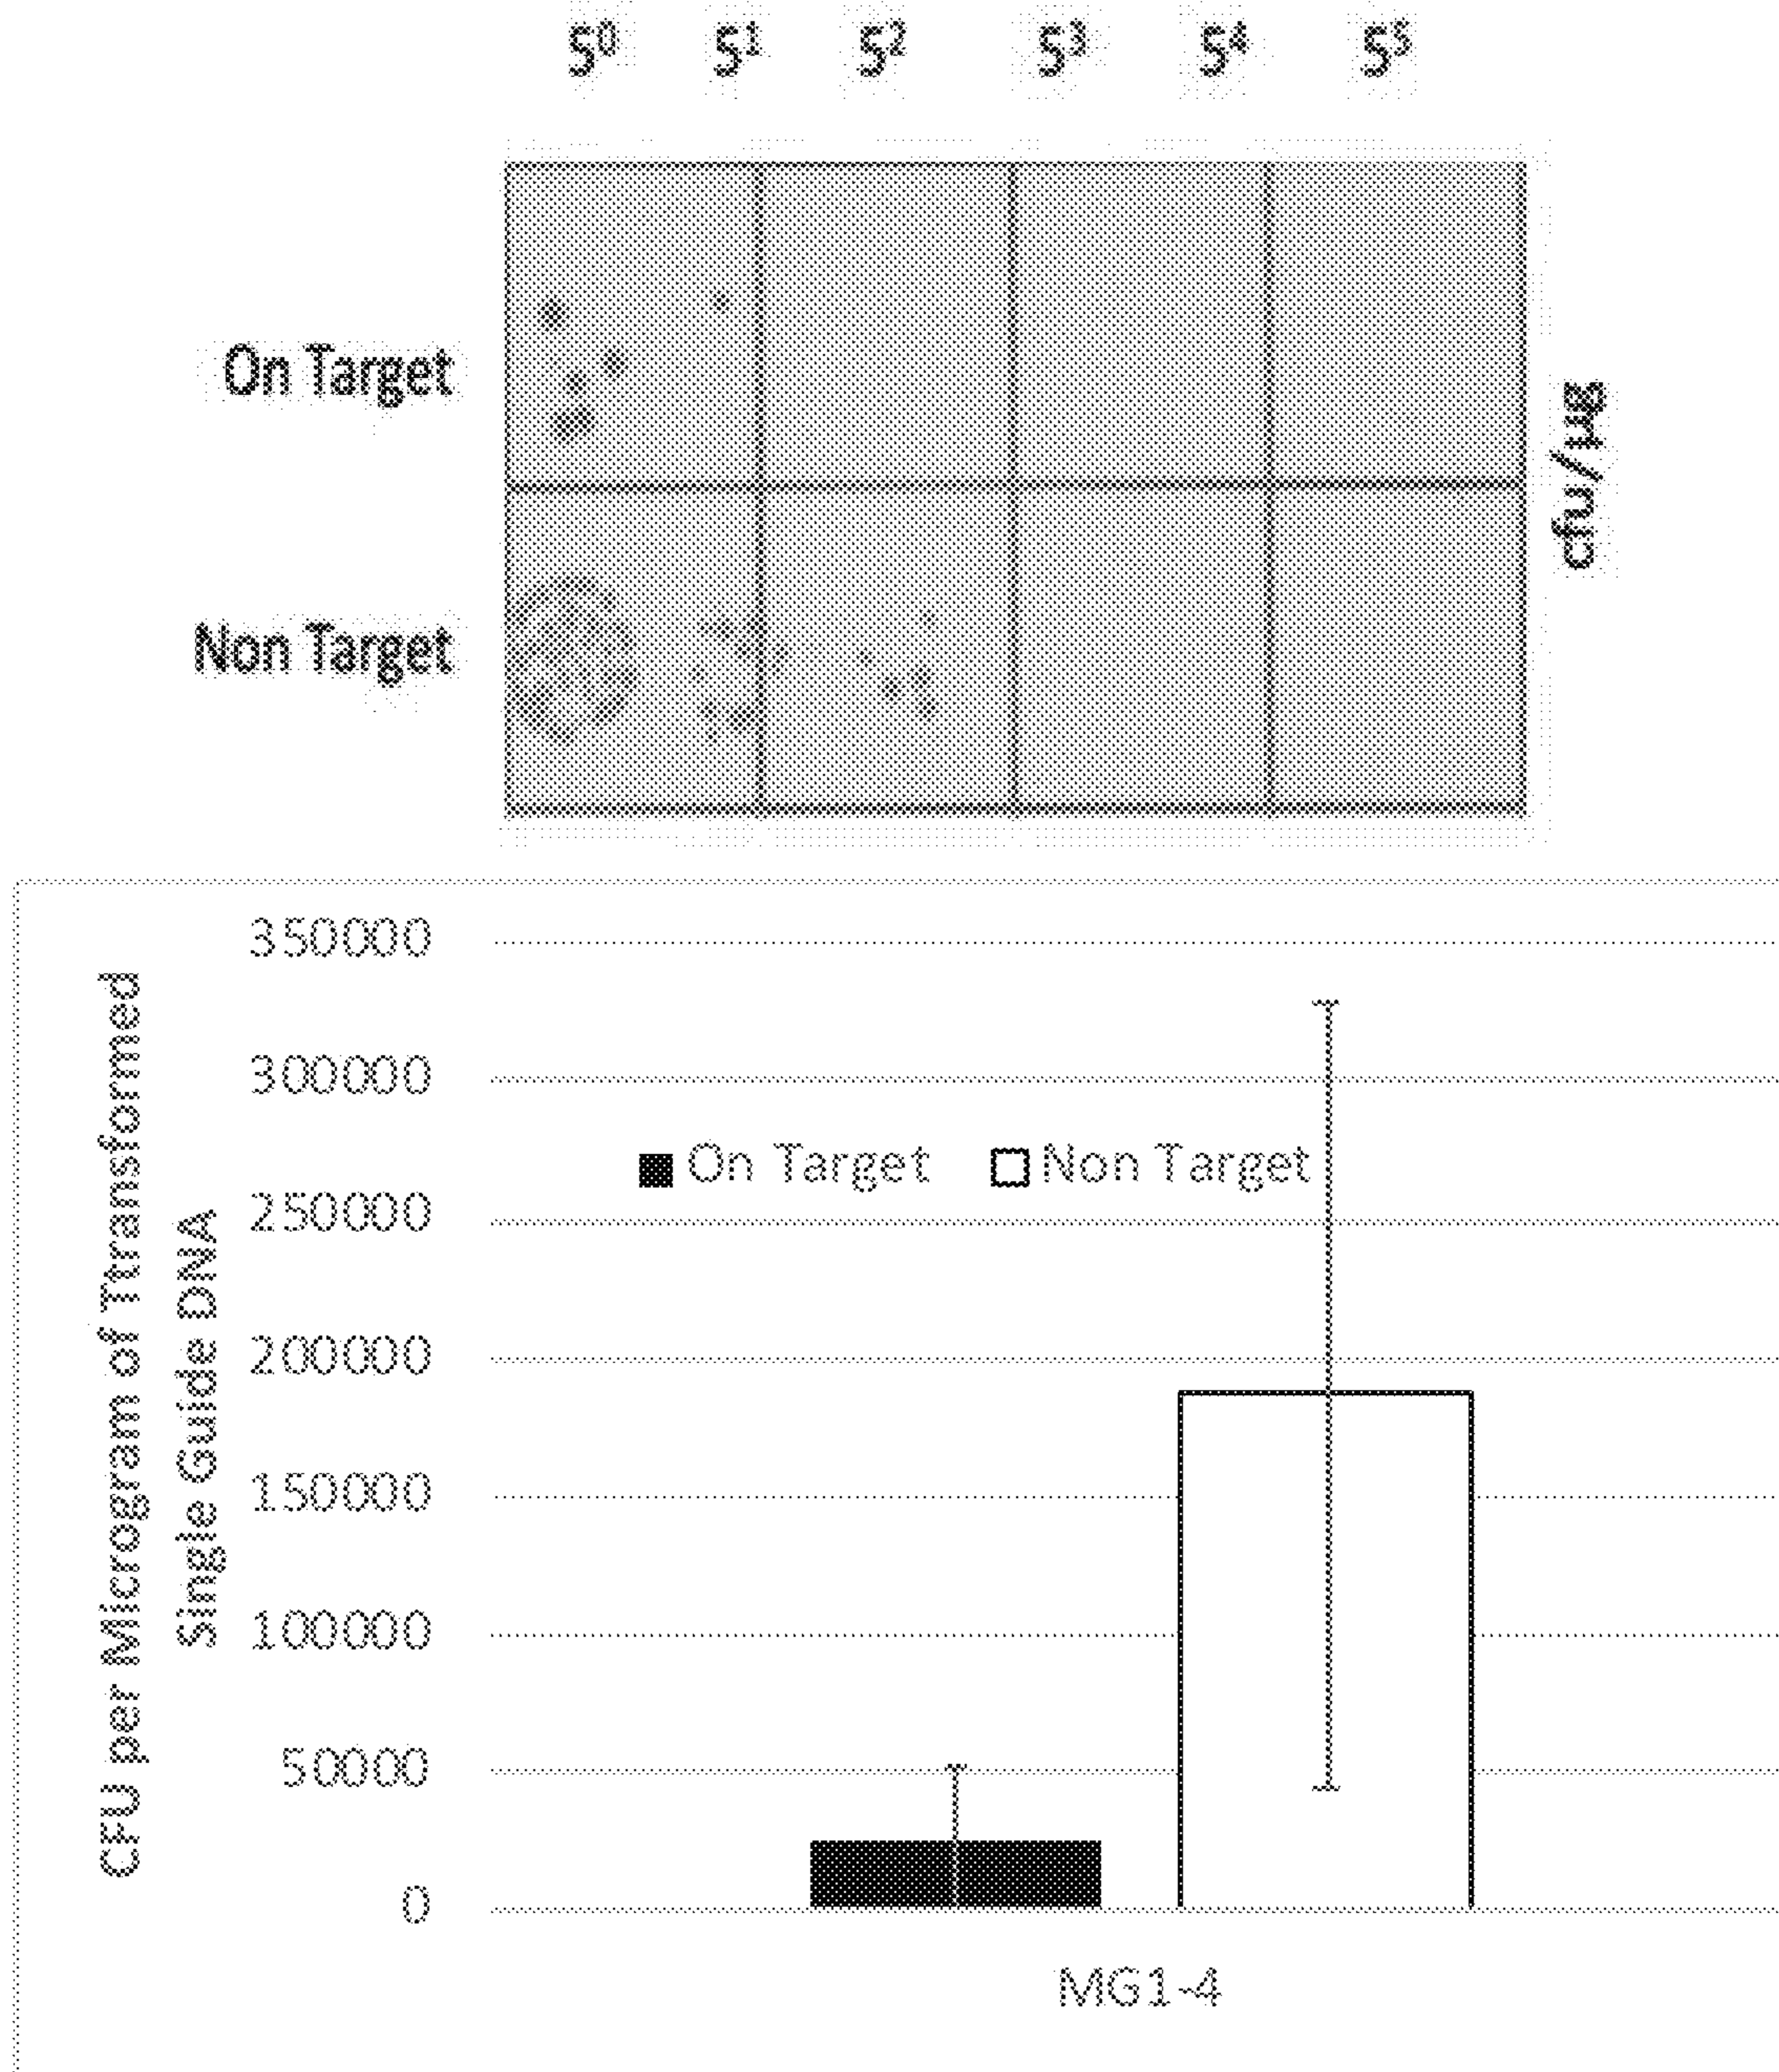 5⁰ 5¹ 5² 5³ 5⁴ 5⁵
On Target
Non Target
cfu/trg
CFU per Microgram of Ttransformed
Single Guide DNA
350000
300000
250000
200000
150000
100000
50000
0
On Target Non Target
MG1-4